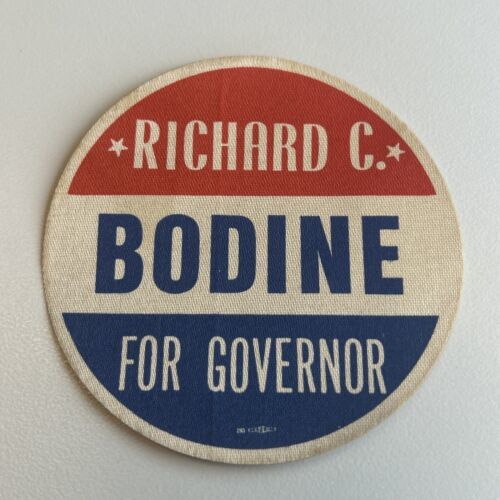 RICHARD C.
BODINE
FOR GOVERNOR